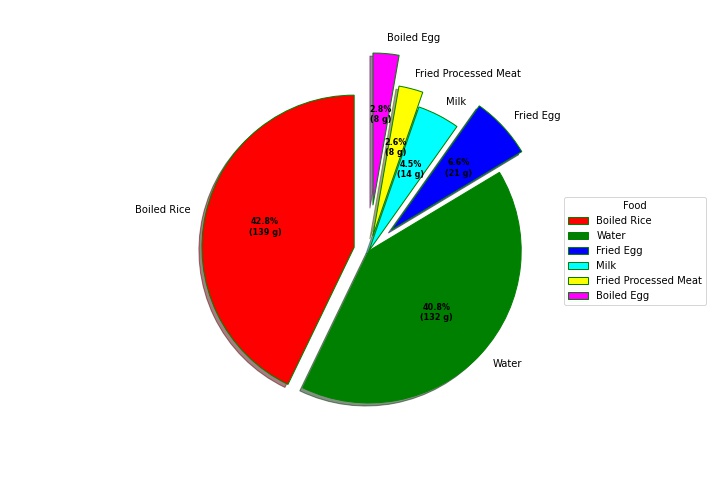 Boiled Egg
Fried Processed Meat
Milk
Fried Egg
2.8%
(8 g)
2.6%
(8 g)
4.5%
(14 g)
6.6%
(21 g)
Boiled Rice
42.8%
(139 g)
40.8%
(132 g)
Water
Food
Boiled Rice
Water
Fried Egg
Milk
Fried Processed Meat
Boiled Egg